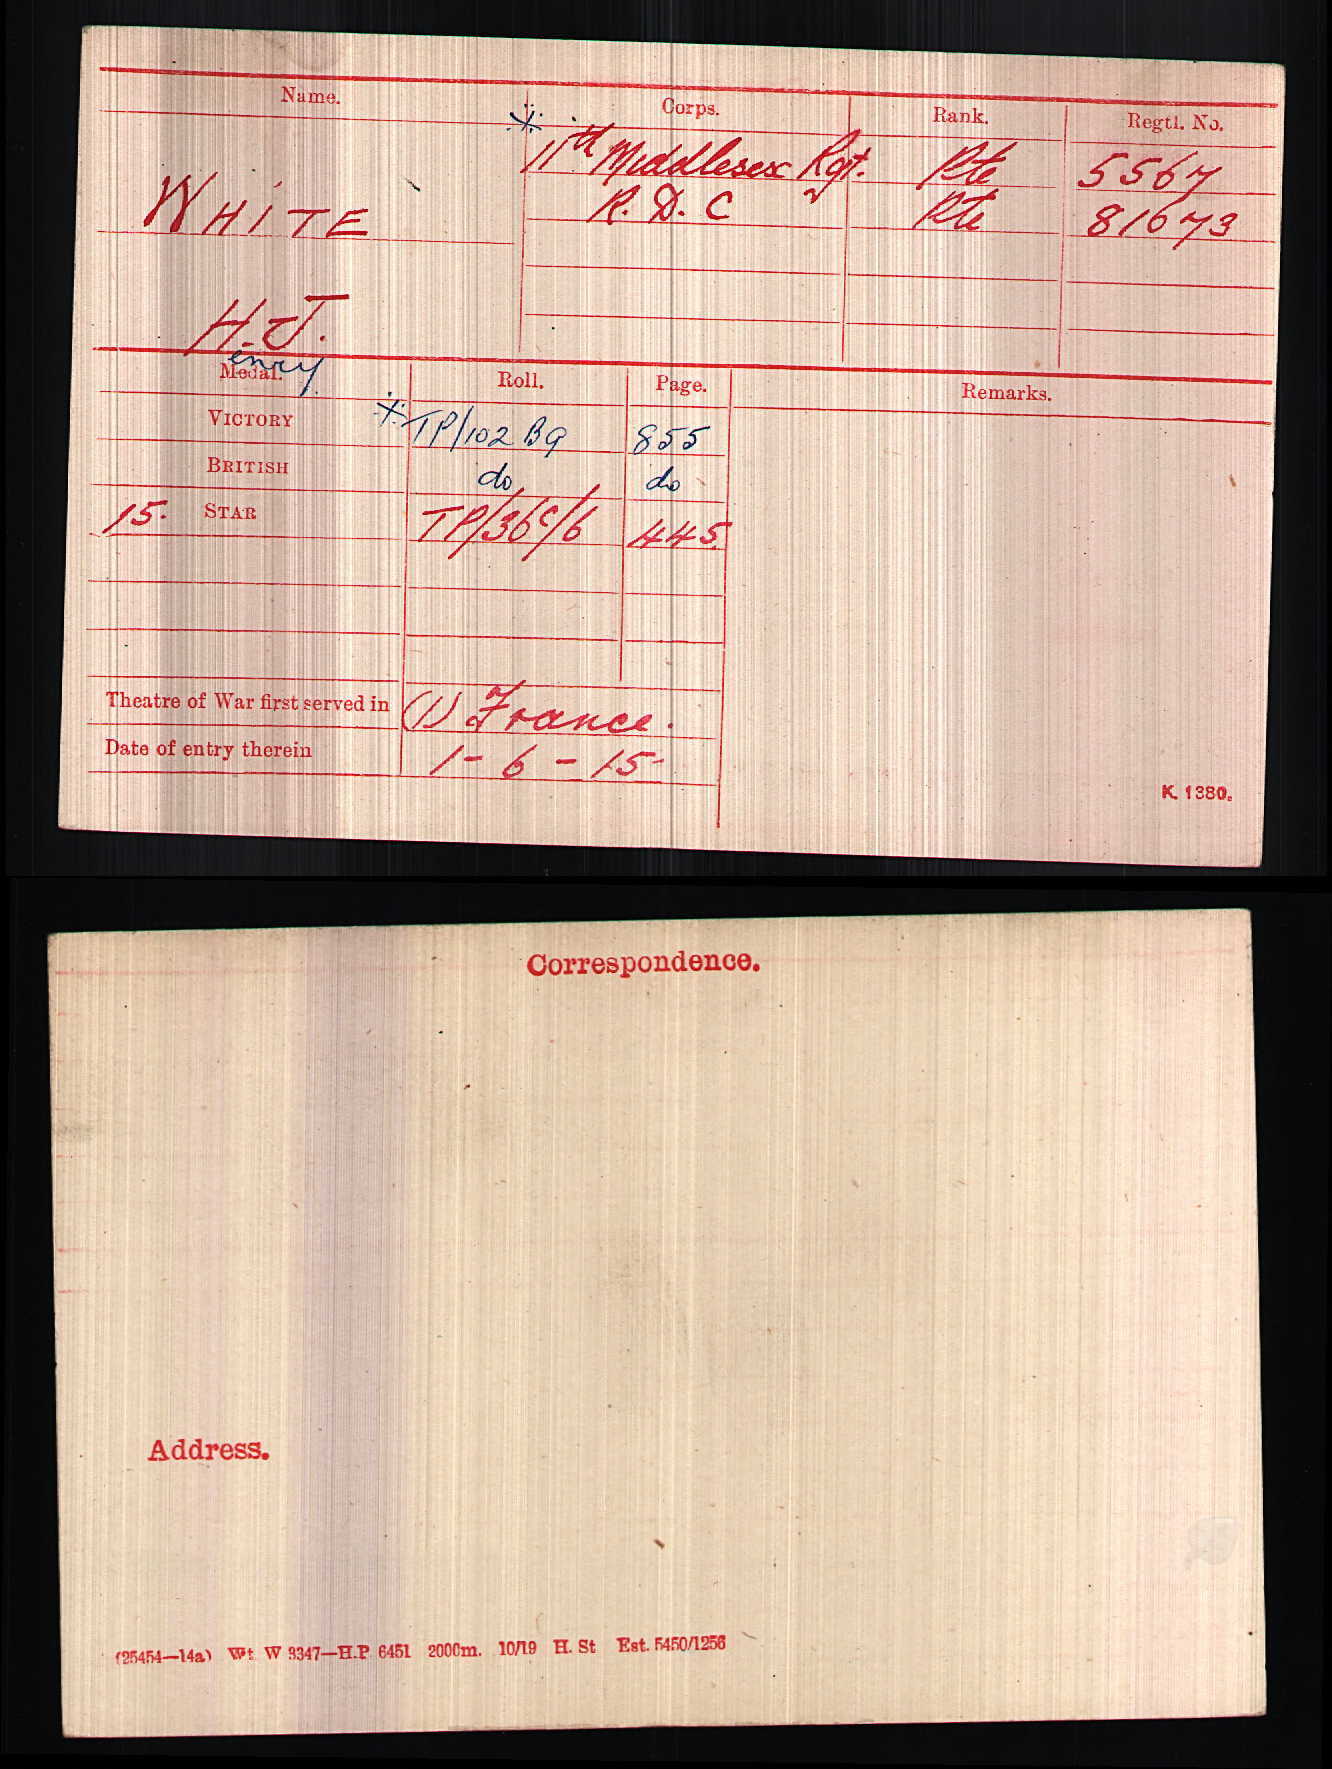 Name. Corps. Rank. Regtl. No.
※ 11th Middlesex Rgt. Pte 5567
WHITE R. D. C Pte 81673
H. J.
enry
Medal. Roll. Page. Remarks.
VICTORY ※ TP/102 B9 855
BRITISH do do
15. STAR TP/36C/6 445
Theatre of War first served in (1) France.
Date of entry therein 1 - 6 - 15
K. 1380.
Correspondence.
Address.
(25454—14a) Wt W 3347—H.P. 6451 2000m. 10/19 H. St Est. 5450/1256